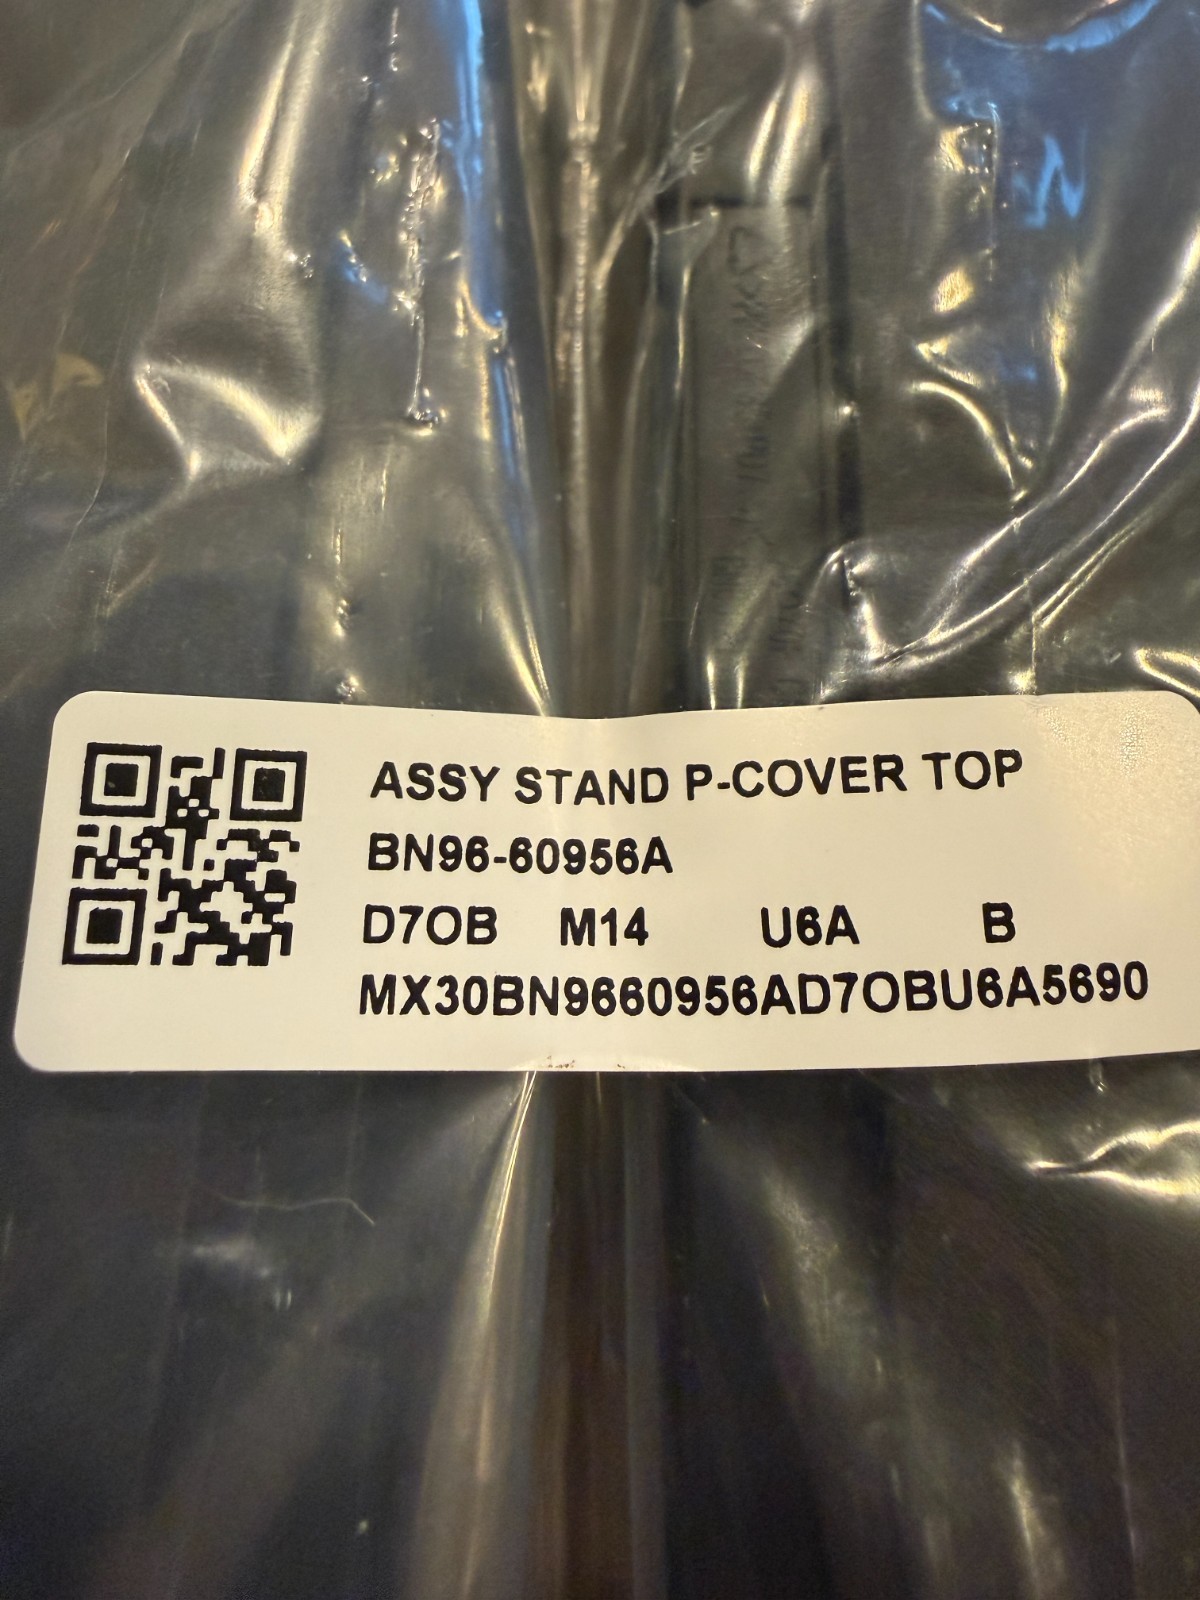 ASSY STAND P-COVER TOP
BN96-60956A
D7OB M14 U6A B
MX30BN9660956AD7OBU6A5690